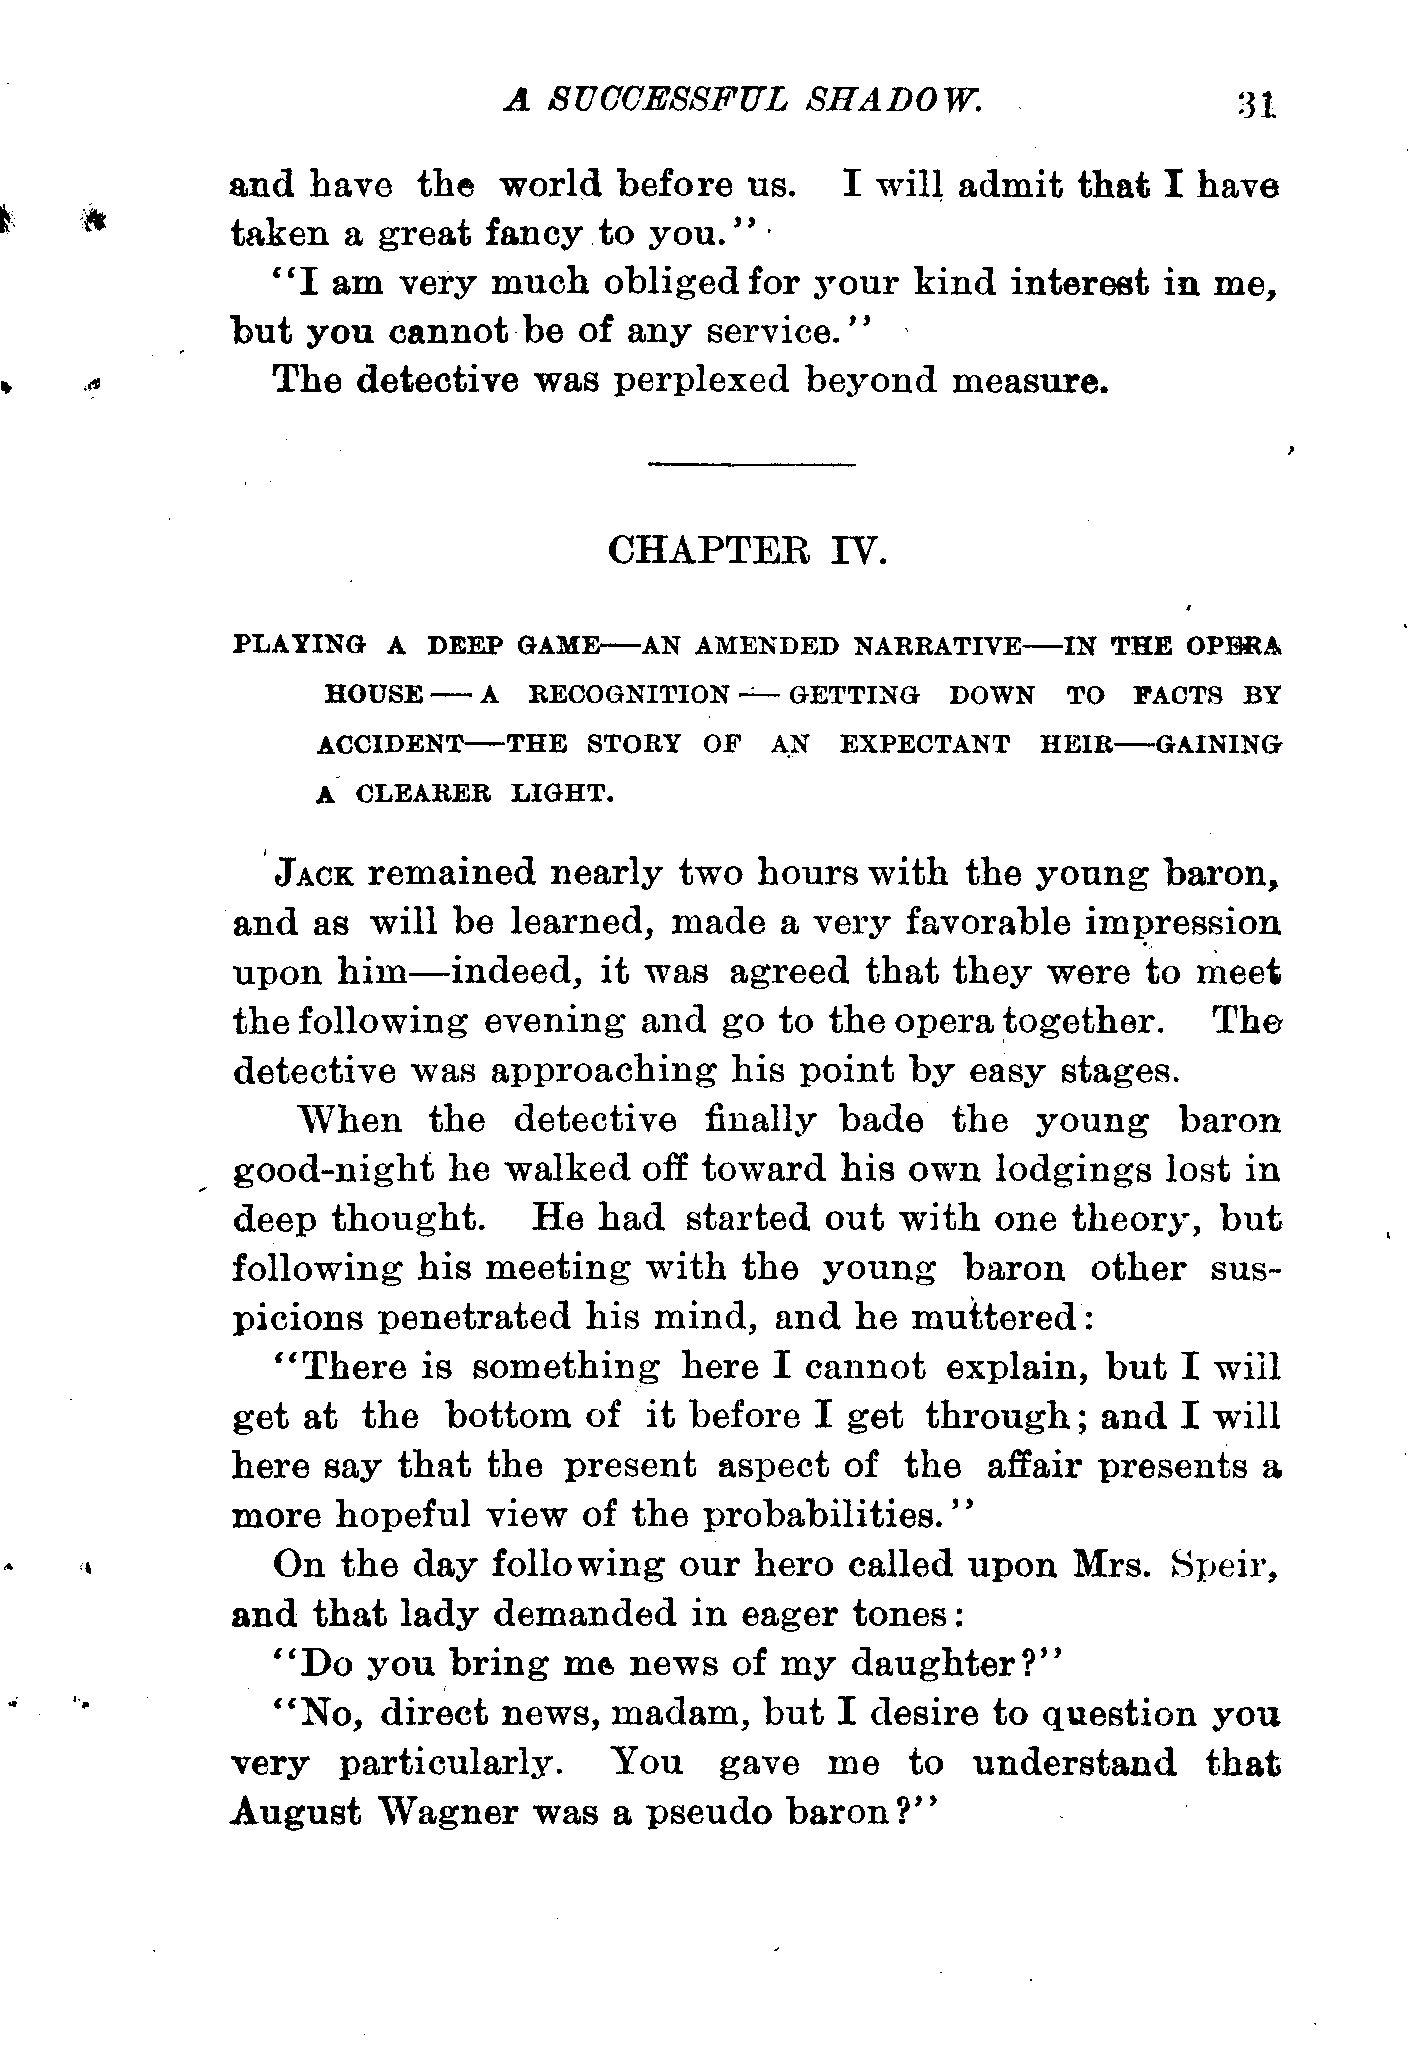 A SUCCESSFUL SHADOW. 31
and have the world before us. I will admit that I have
taken a great fancy to you."
"I am very much obliged for your kind interest in me,
but you cannot be of any service."
The detective was perplexed beyond measure.
CHAPTER IV.
PLAYING A DEEP GAME—AN AMENDED NARRATIVE—IN THE OPERA
HOUSE—A RECOGNITION—GETTING DOWN TO FACTS BY
ACCIDENT—THE STORY OF AN EXPECTANT HEIR—GAINING
A CLEARER LIGHT.
JACK remained nearly two hours with the young baron,
and as will be learned, made a very favorable impression
upon him—indeed, it was agreed that they were to meet
the following evening and go to the opera together. The
detective was approaching his point by easy stages.
When the detective finally bade the young baron
good-night he walked off toward his own lodgings lost in
deep thought. He had started out with one theory, but
following his meeting with the young baron other sus-
picions penetrated his mind, and he muttered:
"There is something here I cannot explain, but I will
get at the bottom of it before I get through; and I will
here say that the present aspect of the affair presents a
more hopeful view of the probabilities."
On the day following our hero called upon Mrs. Speir,
and that lady demanded in eager tones:
"Do you bring me news of my daughter?"
"No, direct news, madam, but I desire to question you
very particularly. You gave me to understand that
August Wagner was a pseudo baron?"